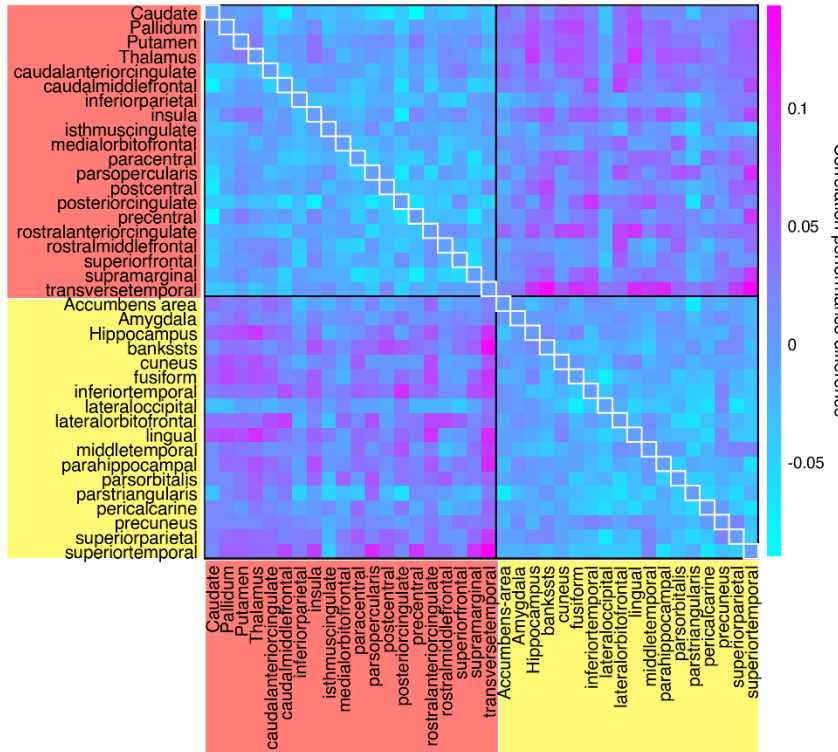 Caudate
Pallidum
Putamen
Thalamus
caudalanteriorcingulate
caudalmiddlefrontal
inferiorparietal
insula
isthmuscingulate
medialorbitofrontal
paracentral
parsopercularis
postcentral
posteriorcingulate
precentral
rostralanteriorcingulate
rostralmiddlefrontal
superiorfrontal
supramarginal
transversetemporal
Accumbens area
Amygdala
Hippocampus
bankssts
cuneus
fusiform
inferiortemporal
lateraloccipital
lateralorbitofrontal
lingual
middletemporal
parahippocampal
parsorbitalis
parstriangularis
pericalcarine
precuneus
superiorparietal
superiortemporal
Caudate
Pallidum
Putamen
Thalamus
caudalanteriorcingulate
caudalmiddlefrontal
inferiorparietal
insula
isthmuscingulate
medialorbitofrontal
paracentral
parsopercularis
postcentral
posteriorcingulate
precentral
rostralanteriorcingulate
rostralmiddlefrontal
superiorfrontal
supramarginal
transversetemporal
Accumbens-area
Amygdala
Hippocampus
bankssts
cuneus
fusiform
inferiortemporal
lateraloccipital
lateralorbitofrontal
lingual
middletemporal
parahippocampal
parsorbitalis
parstriangularis
pericalcarine
precuneus
superiorparietal
superiortemporal
0.1
0.05
0
-0.05